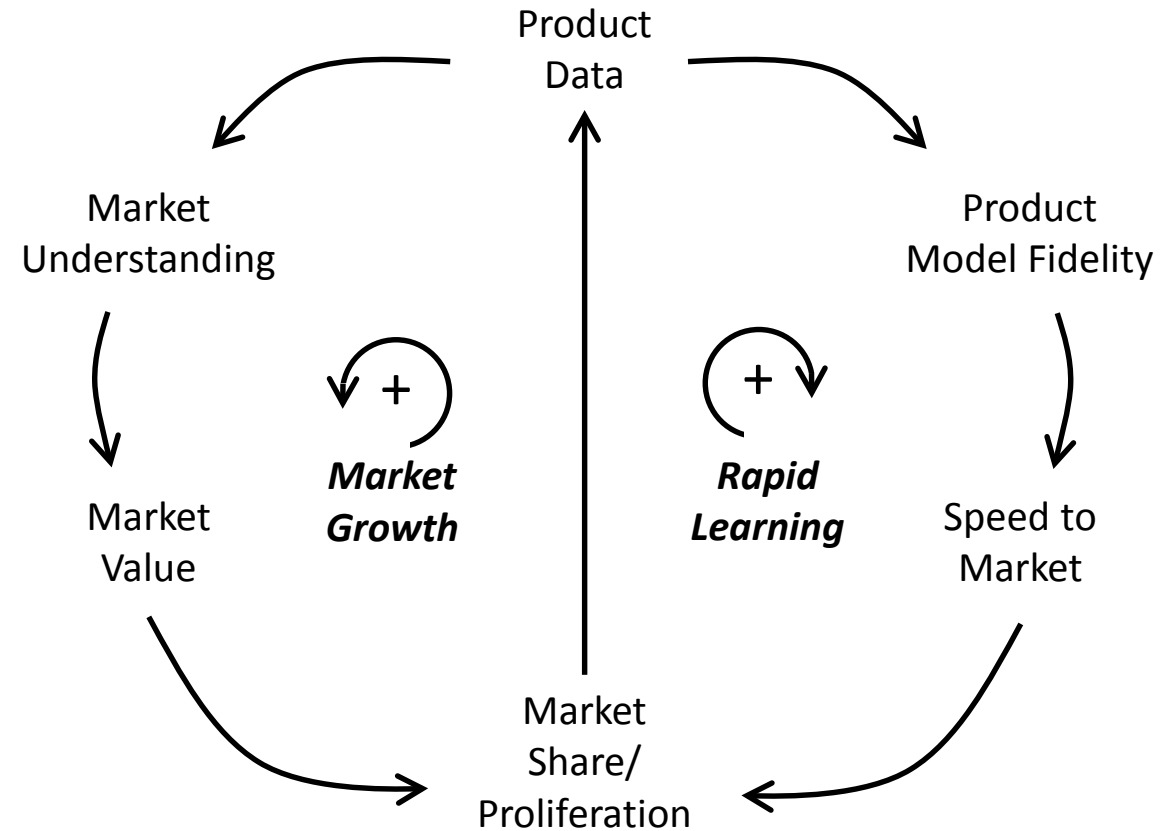 Product
Data
Market
Understanding
Product
Model Fidelity
+
+
Market
Growth
Rapid
Learning
Market
Value
Speed to
Market
Market
Share/
Proliferation